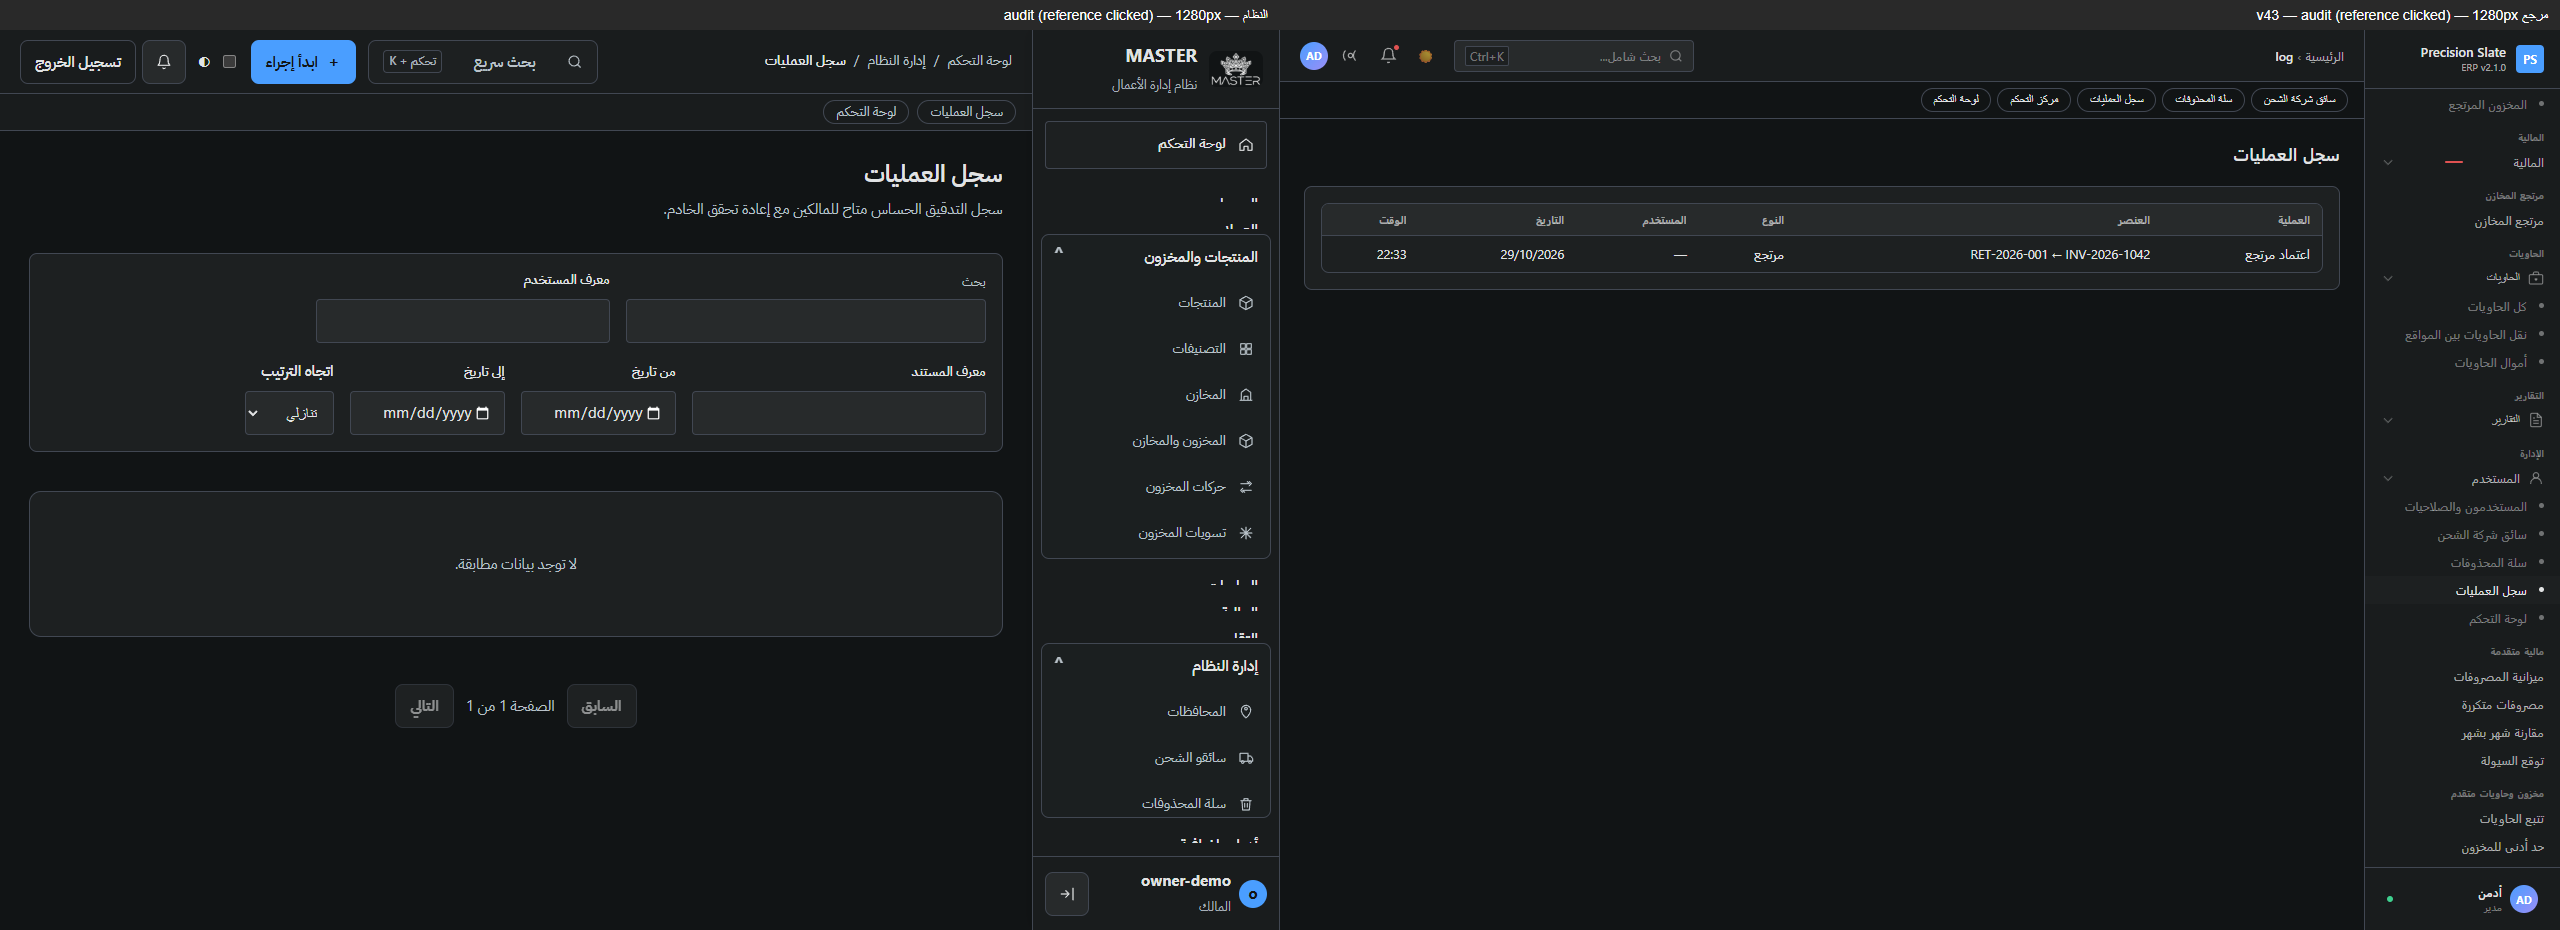 مرجع v43 — audit (reference clicked) — 1280px
Precision Slate
ERP v2.1.0
PS
المخزون المرتجع
المالية
المالية
مرتجع المخازن
مرتجع المخازن
الحاويات
الحاويات
كل الحاويات
نقل الحاويات بين المواقع
أموال الحاويات
التقارير
التقارير
الإدارة
المستخدم
المستخدمون والصلاحيات
سائق شركة الشحن
سلة المحذوفات
سجل العمليات
لوحة التحكم
مالية متقدمة
ميزانية المصروفات
مصروفات متكررة
مقارنة شهر بشهر
توقع السيولة
مخزون وحاويات متقدم
تتبع الحاويات
حد أدنى للمخزون
أدمن
مدير
AD
الرئيسية › log
بحث شامل...
Ctrl+K
AD
سائق شركة الشحن
سلة المحذوفات
سجل العمليات
مركز التحكم
لوحة التحكم
سجل العمليات
العملية العنصر النوع المستخدم التاريخ الوقت
اعتماد مرتجع RET-2026-001 ← INV-2026-1042 مرتجع — 29/10/2026 22:33
النظام — audit (reference clicked) — 1280px
MASTER
نظام إدارة الأعمال
MASTER
لوحة التحكم
المنتجات والمخزون
المنتجات
التصنيفات
المخازن
المخزون والمخازن
حركات المخزون
تسويات المخزون
إدارة النظام
المحافظات
سائقو الشحن
سلة المحذوفات
owner-demo
المالك
o
لوحة التحكم / إدارة النظام / سجل العمليات
بحث سريع
تحكم + K
+ ابدأ إجراء
تسجيل الخروج
سجل العمليات
لوحة التحكم
سجل العمليات
سجل التدقيق الحساس متاح للمالكين مع إعادة تحقق الخادم.
بحث
معرف المستخدم
معرف المستند
من تاريخ
إلى تاريخ
اتجاه الترتيب
mm/dd/yyyy
mm/dd/yyyy
تنازلي
لا توجد بيانات مطابقة.
السابق
الصفحة 1 من 1
التالي